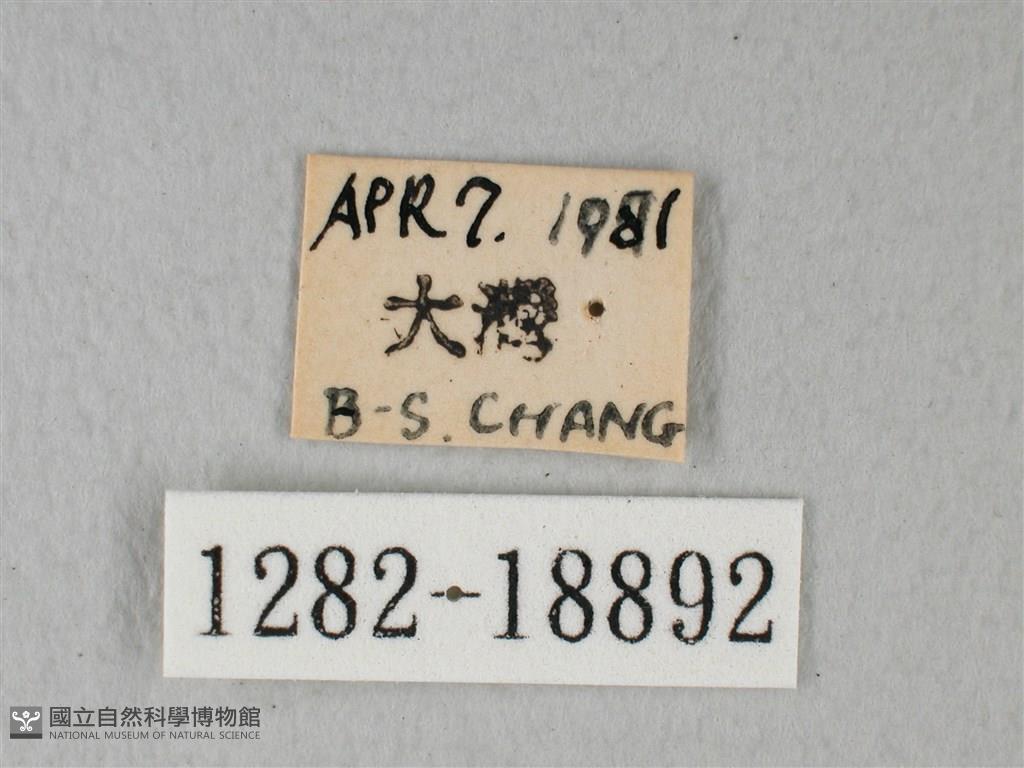 APR 7. 1981
大灣
B-S. CHANG
1282-18892
國立自然科學博物館
NATIONAL MUSEUM OF NATURAL SCIENCE